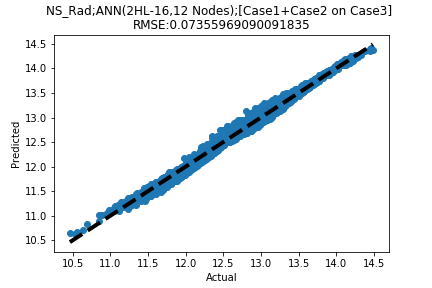 NS_Rad;ANN(2HL-16,12 Nodes);[Case1+Case2 on Case3]
RMSE:0.07355969090091835
14.5
14.0
13.5
13.0
12.5
12.0
11.5
11.0
10.5
Predicted
10.5 11.0 11.5 12.0 12.5 13.0 13.5 14.0 14.5
Actual